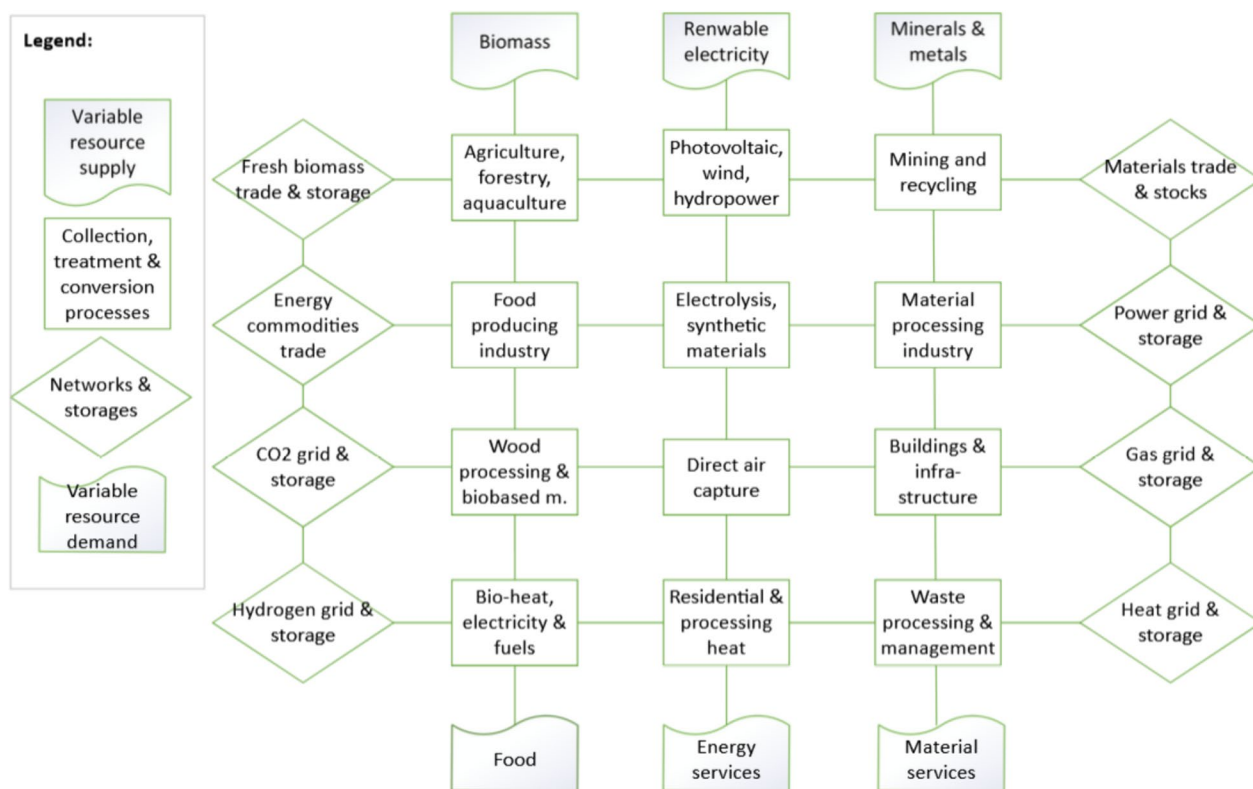 Legend:
Variable
resource
supply
Collection,
treatment &
conversion
processes
Networks &
storages
Variable
resource
demand
Biomass
Renwable
electricity
Minerals &
metals
Fresh biomass
trade & storage
Agriculture,
forestry,
aquaculture
Photovoltaic,
wind,
hydropower
Mining and
recycling
Materials trade
& stocks
Energy
commodities
trade
Food
producing
industry
Electrolysis,
synthetic
materials
Material
processing
industry
Power grid &
storage
CO2 grid &
storage
Wood
processing &
biobased m.
Direct air
capture
Buildings &
infra-
structure
Gas grid &
storage
Hydrogen grid &
storage
Bio-heat,
electricity &
fuels
Residential &
processing
heat
Waste
processing &
management
Heat grid &
storage
Food
Energy
services
Material
services